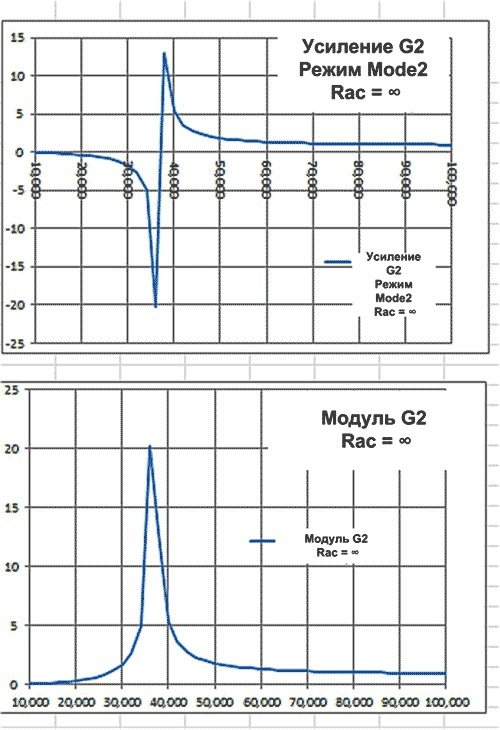 15
Усиление G2
Режим Mode2
Rac = ∞
10
5
0
10,000
20,000
30,000
40,000
50,000
60,000
70,000
80,000
90,000
100,000
-5
-10
-15
-20
-25
Усиление
G2
Режим
Mode2
Rac = ∞
25
Модуль G2
Rac = ∞
20
15
Модуль G2
Rac = ∞
10
5
0
10,000 20,000 30,000 40,000 50,000 60,000 70,000 80,000 90,000 100,000